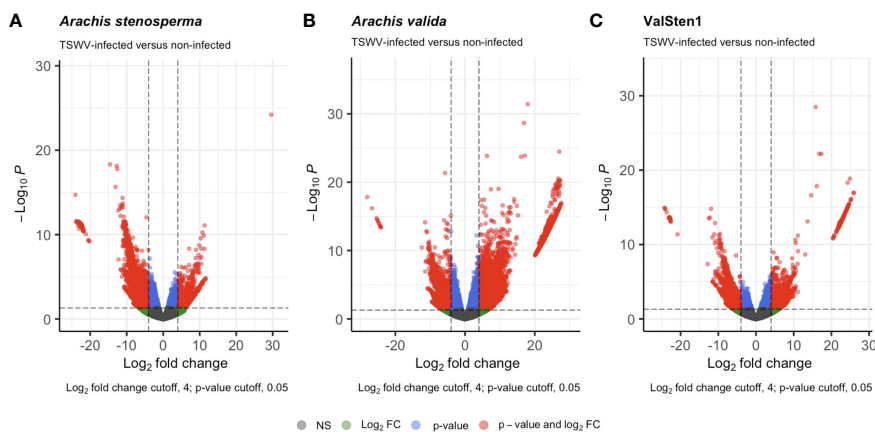 A
Arachis stenosperma
TSWV-infected versus non-infected
30
20
10
0
− Log₁₀ P
-20
-10
0
10
20
30
Log₂ fold change
Log₂ fold change cutoff, 4; p-value cutoff, 0.05
B
Arachis valida
TSWV-infected versus non-infected
30
20
10
0
− Log₁₀ P
-20
0
20
Log₂ fold change
Log₂ fold change cutoff, 4; p-value cutoff, 0.05
C
ValSten1
TSWV-infected versus non-infected
30
20
10
0
− Log₁₀ P
-20
-10
0
10
20
30
Log₂ fold change
Log₂ fold change cutoff, 4; p-value cutoff, 0.05
NS
Log₂ FC
p-value
p − value and log₂ FC